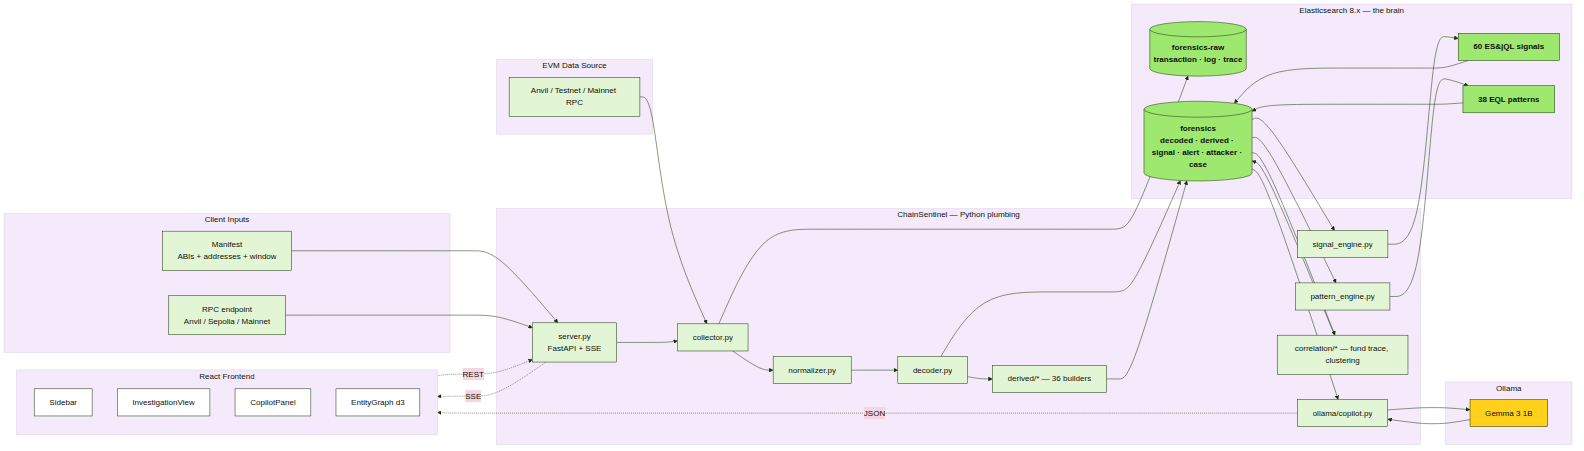 Elasticsearch 8.x — the brain
forensics-raw
transaction · log · trace
60 ES&|QL signals
38 EQL patterns
forensics
decoded · derived ·
signal · alert · attacker ·
case
EVM Data Source
Anvil / Testnet / Mainnet
RPC
Client Inputs
Manifest
ABIs + addresses + window
RPC endpoint
Anvil / Sepolia / Mainnet
ChainSentinel — Python plumbing
signal_engine.py
pattern_engine.py
server.py
FastAPI + SSE
collector.py
normalizer.py
decoder.py
derived/* — 36 builders
correlation/* — fund trace,
clustering
ollama/copilot.py
REST
SSE
JSON
React Frontend
Sidebar
InvestigationView
CopilotPanel
EntityGraph d3
Ollama
Gemma 3 1B